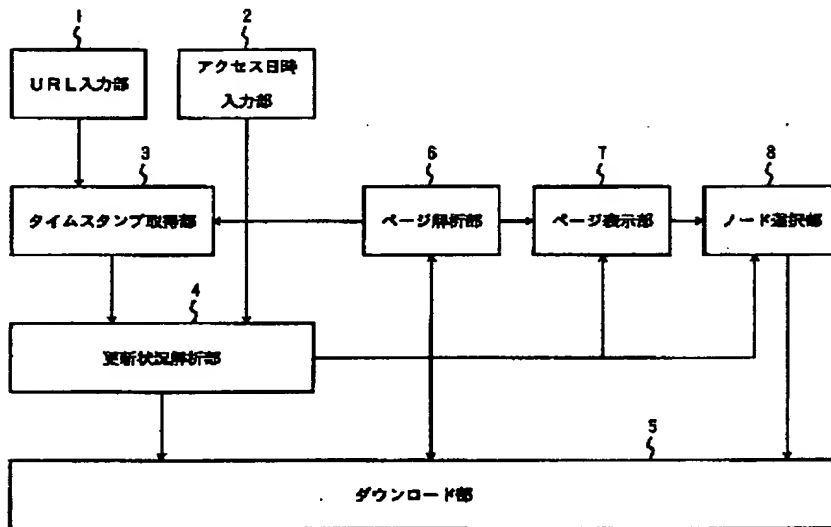 1
2
URL入力部
アクセス日時
入力部
3
6
7
8
タイムスタンプ取得部
ページ解析部
ページ表示部
ノード選択部
4
更新状況解析部
5
ダウンロード部